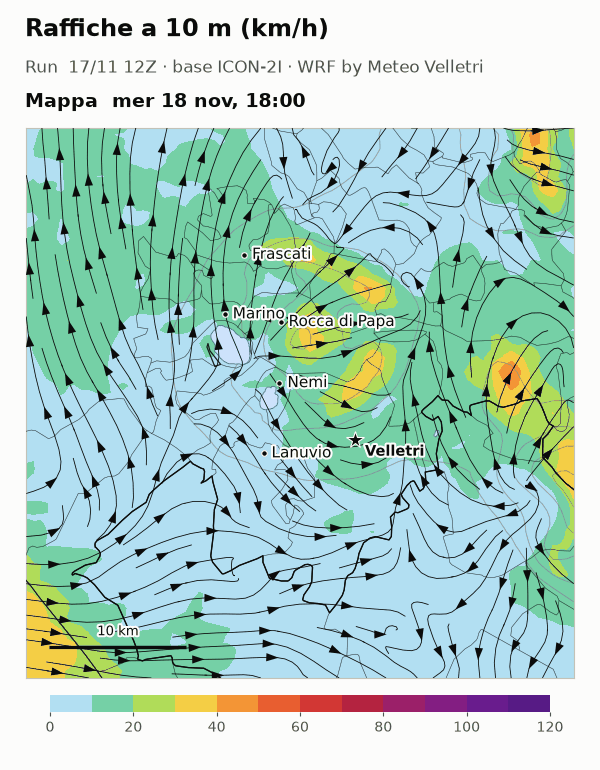 Raffiche a 10 m (km/h)
Run  17/11 12Z · base ICON-2I · WRF by Meteo Velletri
Mappa  mer 18 nov, 18:00
Frascati
Marino
Rocca di Papa
Nemi
Velletri
Lanuvio
10 km
0 20 40 60 80 100 120